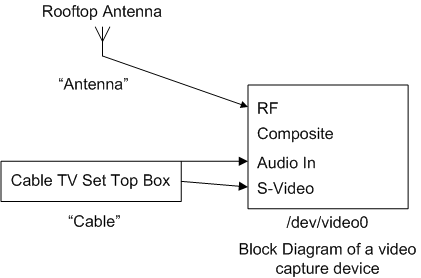 Rooftop Antenna
“Antenna”
RF
Composite
Audio In
S-Video
Cable TV Set Top Box
“Cable”
/dev/video0
Block Diagram of a video
capture device